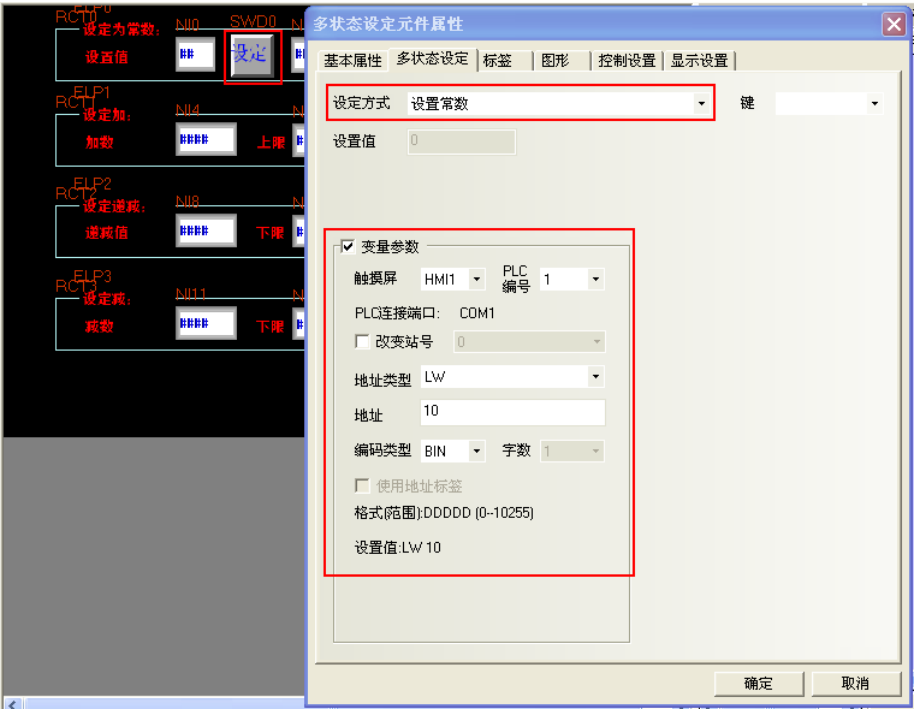 ELP0
RCT0
设定为常数:
NI0
SWD0
设置值
##
设定
ELP1
RCT1
设定加:
NI4
加数
####
上限
ELP2
RCT2
设定递减:
NI8
递减值
####
下限
ELP3
RCT3
设定减:
NI11
减数
####
下限
多状态设定元件属性
基本属性 多状态设定 标签 图形 控制设置 显示设置
设定方式 设置常数 键
设置值 0
变量参数
触摸屏 HMI1 PLC编号 1
PLC连接端口: COM1
改变站号 0
地址类型 LW
地址 10
编码类型 BIN 字数 1
使用地址标签
格式(范围):DDDDD (0--10255)
设置值:LW 10
确定 取消